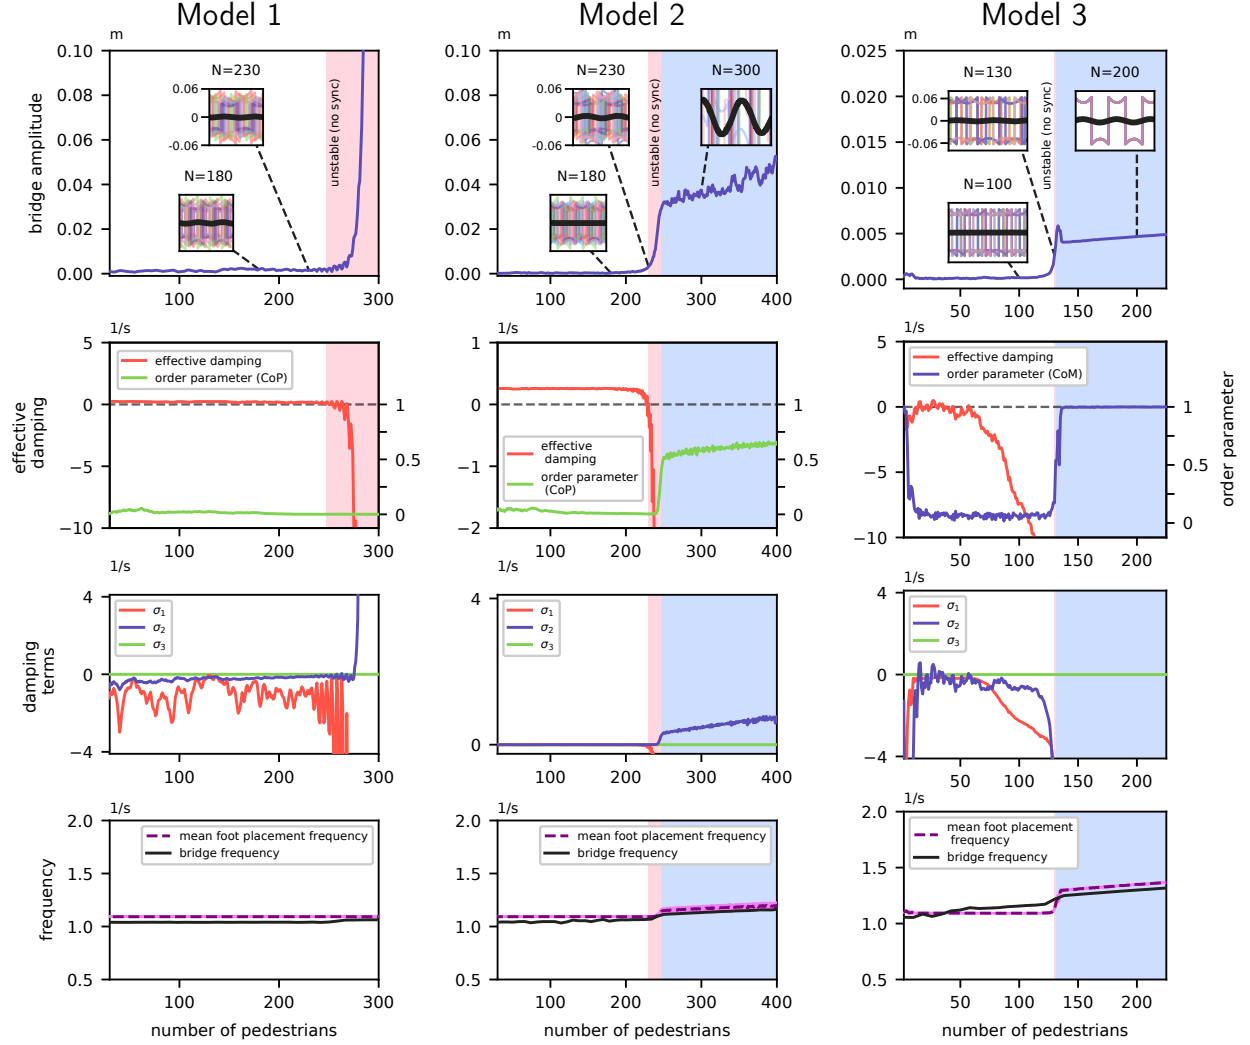 Model 1
Model 2
Model 3
m
m
m
bridge amplitude
0.10
0.08
0.06
0.04
0.02
0.00
N=230
0.06
0
-0.06
N=180
unstable (no sync)
100
200
300
0.10
0.08
0.06
0.04
0.02
0.00
N=230
0.06
0
-0.06
N=180
N=300
unstable (no sync)
100
200
300
400
0.025
0.020
0.015
0.010
0.005
0.000
N=130
0.06
0
-0.06
N=100
N=200
unstable (no sync)
50
100
150
200
1/s
1/s
1/s
effective
damping
5
0
−5
−10
effective damping
order parameter (CoP)
1
0.5
0
100
200
300
1
0
−1
−2
effective
damping
order parameter
(CoP)
1
0.5
0
100
200
300
400
5
0
−5
−10
effective damping
order parameter (CoM)
1
0.5
0
order parameter
50
100
150
200
1/s
1/s
1/s
damping
terms
4
0
−4
σ1
σ2
σ3
100
200
300
4
0
σ1
σ2
σ3
100
200
300
400
4
0
−4
σ1
σ2
σ3
50
100
150
200
1/s
1/s
1/s
frequency
2.0
1.5
1.0
0.5
mean foot placement frequency
bridge frequency
100
200
300
number of pedestrians
2.0
1.5
1.0
0.5
mean foot placement frequency
bridge frequency
100
200
300
400
number of pedestrians
2.0
1.5
1.0
0.5
mean foot placement
frequency
bridge frequency
50
100
150
200
number of pedestrians